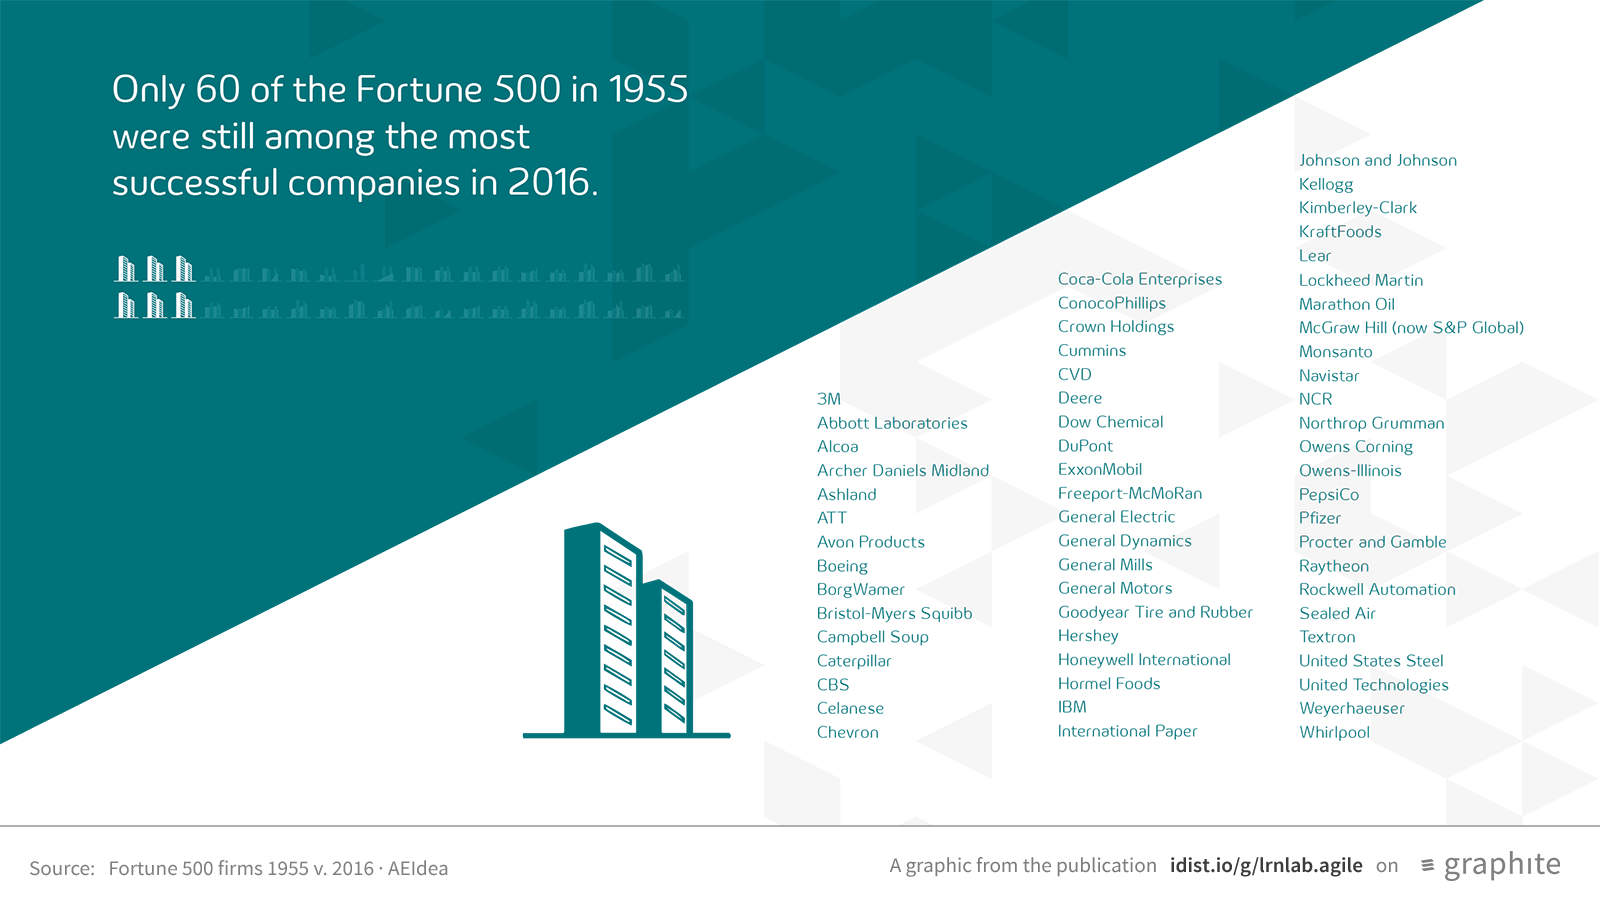 Only 60 of the Fortune 500 in 1955
were still among the most
successful companies in 2016.
3M
Abbott Laboratories
Alcoa
Archer Daniels Midland
Ashland
ATT
Avon Products
Boeing
BorgWamer
Bristol-Myers Squibb
Campbell Soup
Caterpillar
CBS
Celanese
Chevron
Coca-Cola Enterprises
ConocoPhillips
Crown Holdings
Cummins
CVD
Deere
Dow Chemical
DuPont
ExxonMobil
Freeport-McMoRan
General Electric
General Dynamics
General Mills
General Motors
Goodyear Tire and Rubber
Hershey
Honeywell International
Hormel Foods
IBM
International Paper
Johnson and Johnson
Kellogg
Kimberley-Clark
KraftFoods
Lear
Lockheed Martin
Marathon Oil
McGraw Hill (now S&P Global)
Monsanto
Navistar
NCR
Northrop Grumman
Owens Corning
Owens-Illinois
PepsiCo
Pfizer
Procter and Gamble
Raytheon
Rockwell Automation
Sealed Air
Textron
United States Steel
United Technologies
Weyerhaeuser
Whirlpool
Source: Fortune 500 firms 1955 v. 2016 · AEIdea
A graphic from the publication idist.io/g/lrnlab.agile on graphite